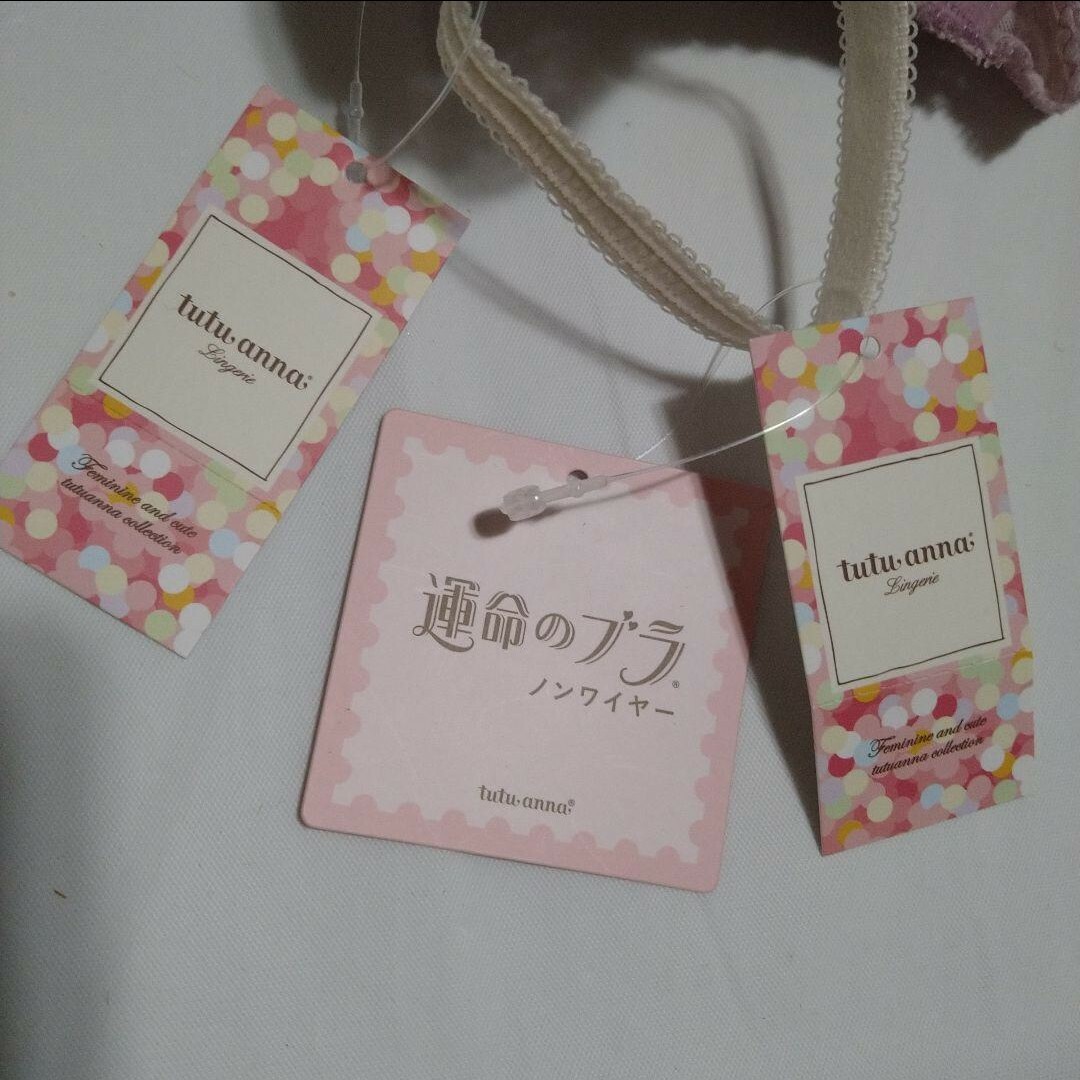 tutu anna®
Lingerie
Feminine and cute
tutuanna collection
運命のブラ®
ノンワイヤー
tutu anna®
tutu anna®
Lingerie
Feminine and cute
tutuanna collection